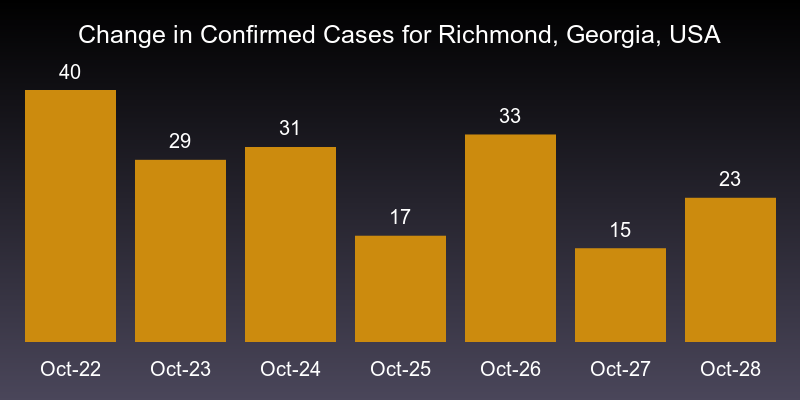 Change in Confirmed Cases for Richmond, Georgia, USA
40
29
31
17
33
15
23
Oct-22
Oct-23
Oct-24
Oct-25
Oct-26
Oct-27
Oct-28